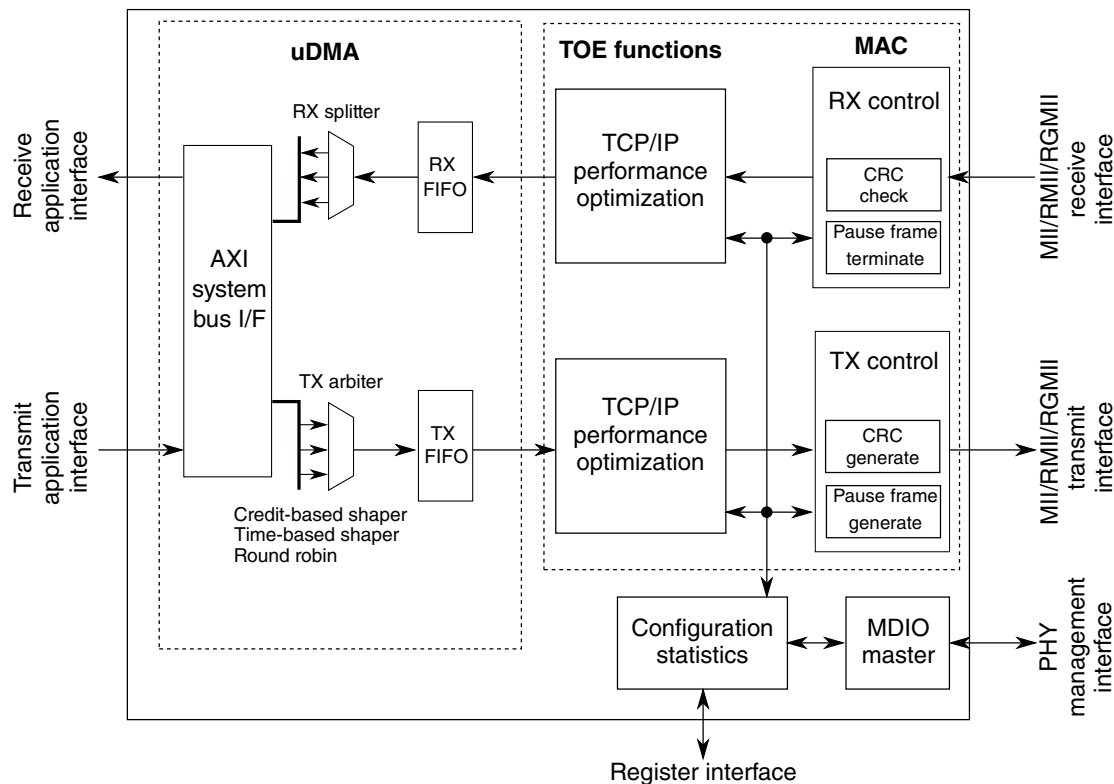 uDMA
TOE functions
MAC
RX splitter
RX
FIFO
TCP/IP
performance
optimization
RX control
CRC
check
Pause frame
terminate
Receive
application
interface
MII/RMII/RGMII
receive
interface
AXI
system
bus I/F
TX arbiter
TX
FIFO
TCP/IP
performance
optimization
TX control
CRC
generate
Pause frame
generate
Transmit
application
interface
MII/RMII/RGMII
transmit
interface
Credit-based shaper
Time-based shaper
Round robin
Configuration
statistics
MDIO
master
PHY
management
interface
Register interface